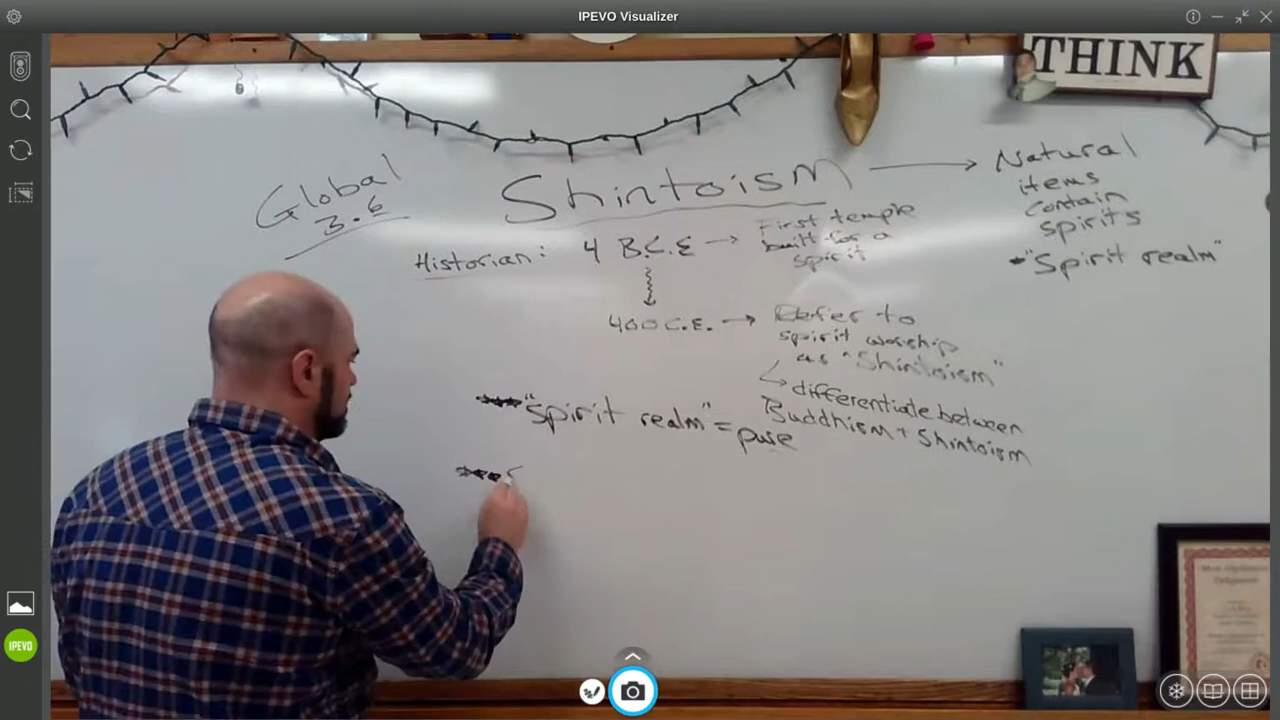 IPEVO Visualizer
THINK
Global
3.6
Shintoism →
Natural
items
contain
spirits
-"Spirit realm"
Historian: 4 B.C.E →
First temple
built for a
spirit
400 C.E. →
Refer to
spirit worship
as "Shintoism"
differentiate between
Buddhism + Shintoism
"Spirit realm" = pure
IPEVO